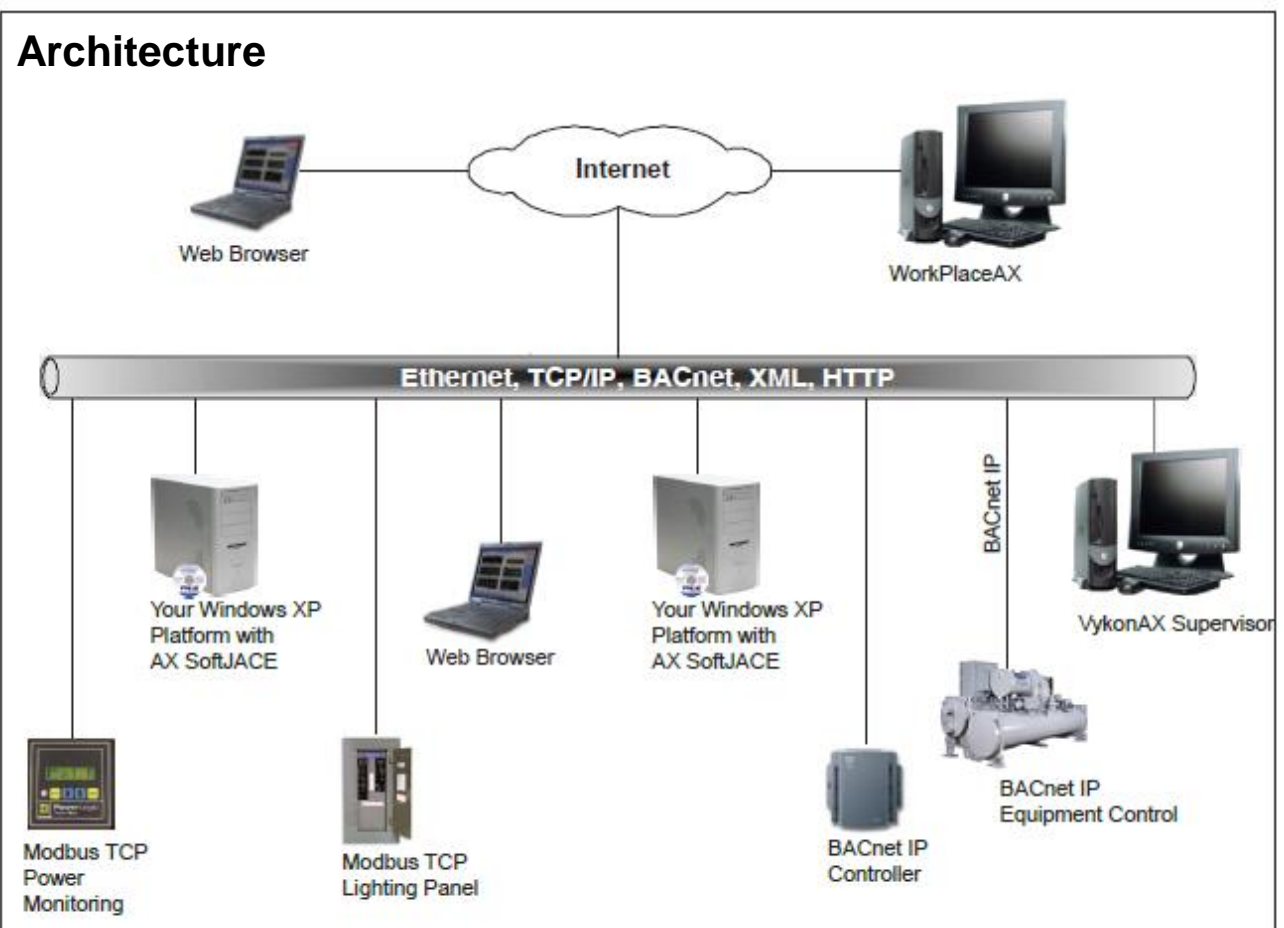 Architecture
Internet
Web Browser
WorkPlaceAX
Ethernet, TCP/IP, BACnet, XML, HTTP
BACnet IP
Your Windows XP
Platform with
AX SoftJACE
Web Browser
Your Windows XP
Platform with
AX SoftJACE
VykonAX Supervisor
Modbus TCP
Power
Monitoring
Modbus TCP
Lighting Panel
BACnet IP
Controller
BACnet IP
Equipment Control